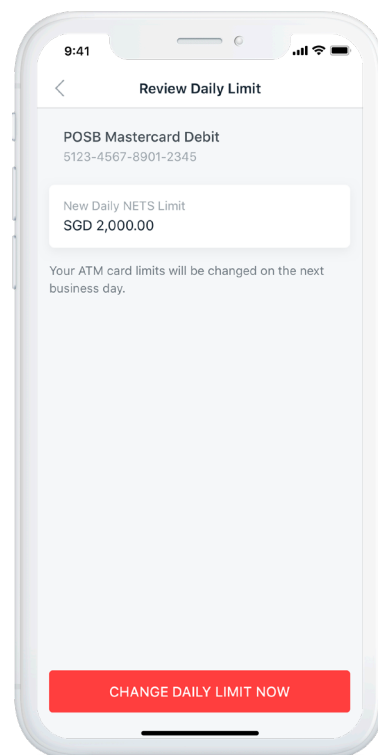 9:41
Review Daily Limit
POSB Mastercard Debit
5123-4567-8901-2345
New Daily NETS Limit
SGD 2,000.00
Your ATM card limits will be changed on the next
business day.
CHANGE DAILY LIMIT NOW